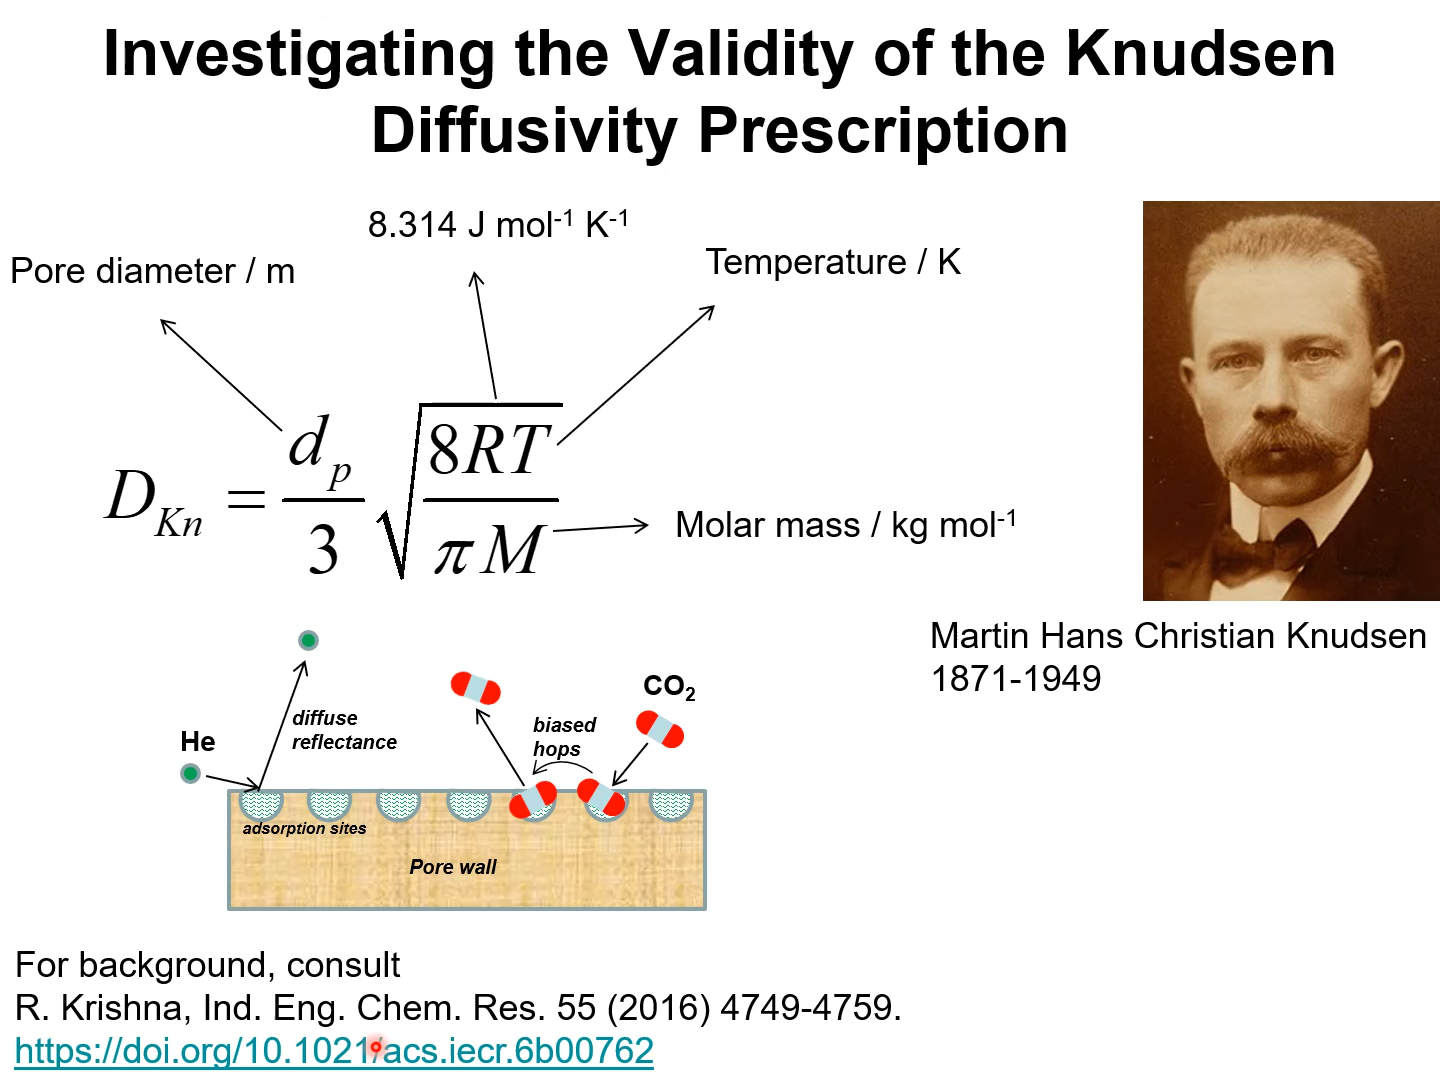 Investigating the Validity of the Knudsen
Diffusivity Prescription
8.314 J mol⁻¹ K⁻¹
Pore diameter / m
Temperature / K
D_Kn = d_p/3 √(8RT/πM)
Molar mass / kg mol⁻¹
Martin Hans Christian Knudsen
1871-1949
He
diffuse
reflectance
CO₂
biased
hops
adsorption sites
Pore wall
For background, consult
R. Krishna, Ind. Eng. Chem. Res. 55 (2016) 4749-4759.
https://doi.org/10.1021/acs.iecr.6b00762